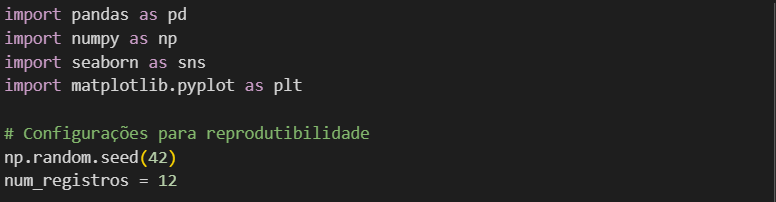 import pandas as pd
import numpy as np
import seaborn as sns
import matplotlib.pyplot as plt
# Configurações para reprodutibilidade
np.random.seed(42)
num_registros = 12